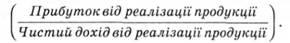 Прибуток від реалізації продукції
Чистий дохід від реалізації продукції